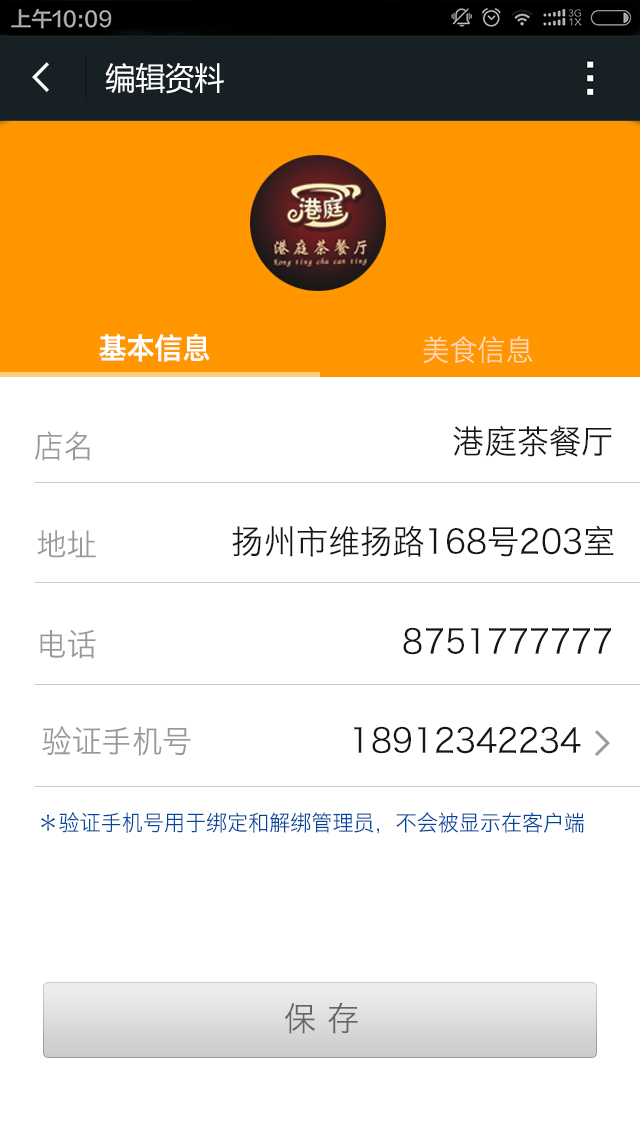 上午10:09
3G
1X
编辑资料
港庭
港庭茶餐厅
Kong ting cha can ting
基本信息
美食信息
店名
港庭茶餐厅
地址
扬州市维扬路168号203室
电话
8751777777
验证手机号
18912342234
*验证手机号用于绑定和解绑管理员，不会被显示在客户端
保存